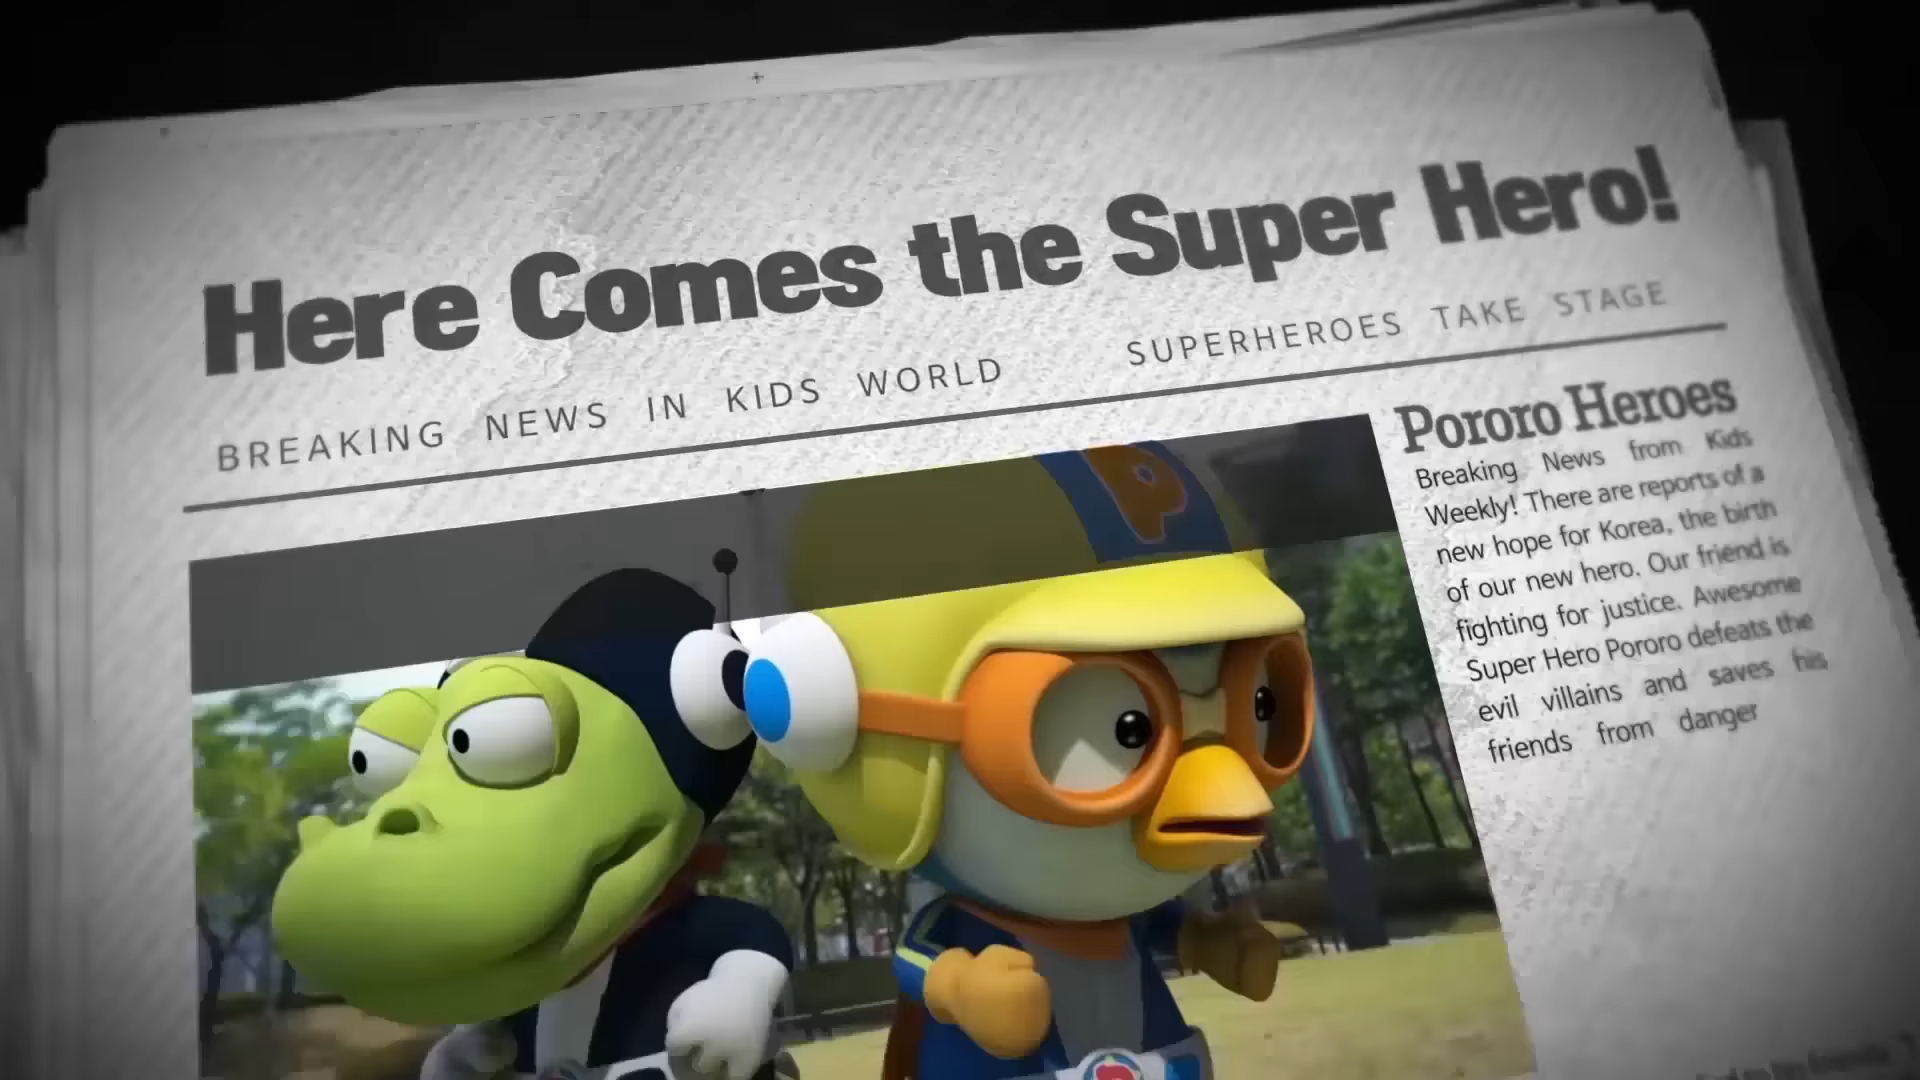 Here Comes the Super Hero!
BREAKING NEWS IN KIDS WORLD SUPERHEROES TAKE STAGE
Pororo Heroes
Breaking News from Kids
Weekly! There are reports of a
new hope for Korea, the birth
of our new hero. Our friend is
fighting for justice. Awesome
Super Hero Pororo defeats the
evil villains and saves his
friends from danger
P
P